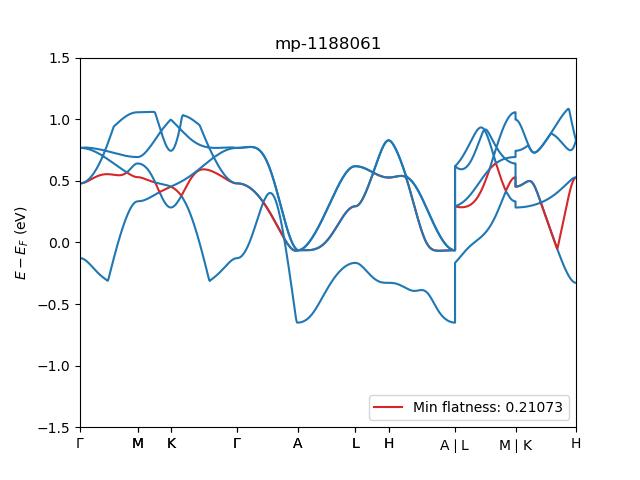 mp-1188061
1.5
1.0
0.5
0.0
−0.5
−1.0
−1.5
E − E_F (eV)
Min flatness: 0.21073
Γ M K Γ A L H A | L M | K H